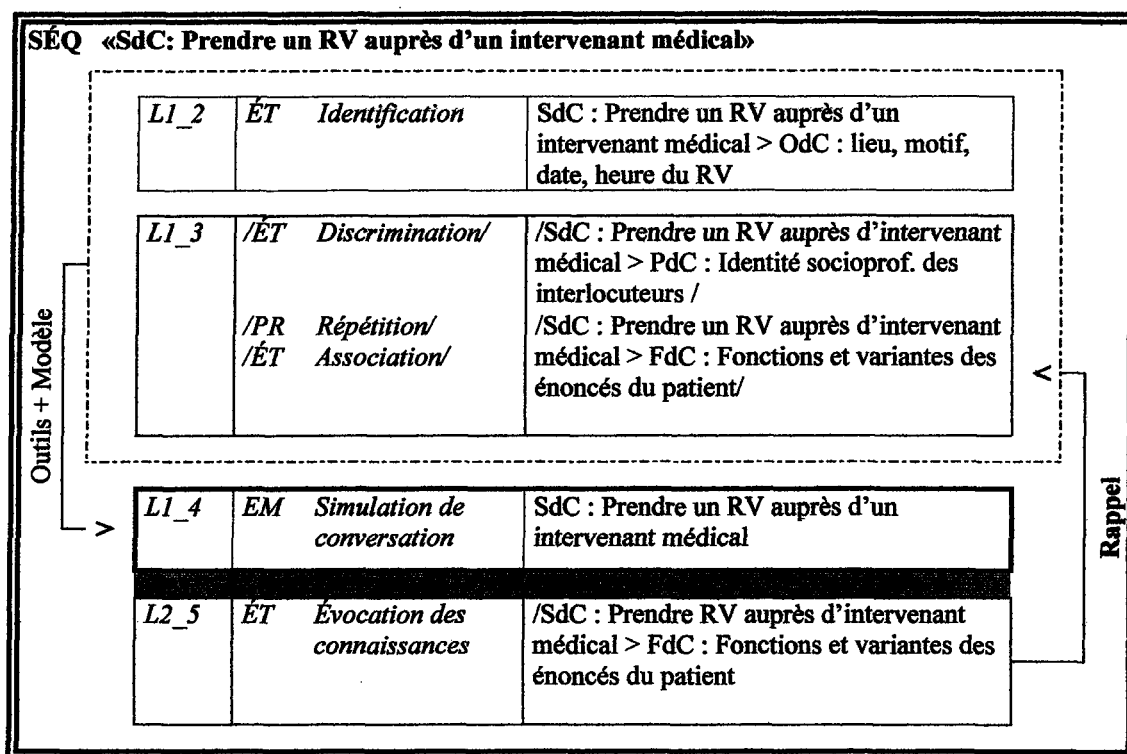 SÉQ «SdC: Prendre un RV auprès d'un intervenant médical»
L1_2 ÉT Identification SdC : Prendre un RV auprès d'un
intervenant médical > OdC : lieu, motif,
date, heure du RV
L1_3 /ÉT Discrimination/ /SdC : Prendre un RV auprès d'intervenant
médical > PdC : Identité socioprof. des
interlocuteurs /
/PR Répétition/ /SdC : Prendre un RV auprès d'intervenant
/ÉT Association/ médical > FdC : Fonctions et variantes des
énoncés du patient/
<
Outils + Modèle
>
L1_4 EM Simulation de SdC : Prendre un RV auprès d'un
conversation intervenant médical
Rappel
L2_5 ÉT Évocation des /SdC : Prendre RV auprès d'intervenant
connaissances médical > FdC : Fonctions et variantes des
énoncés du patient